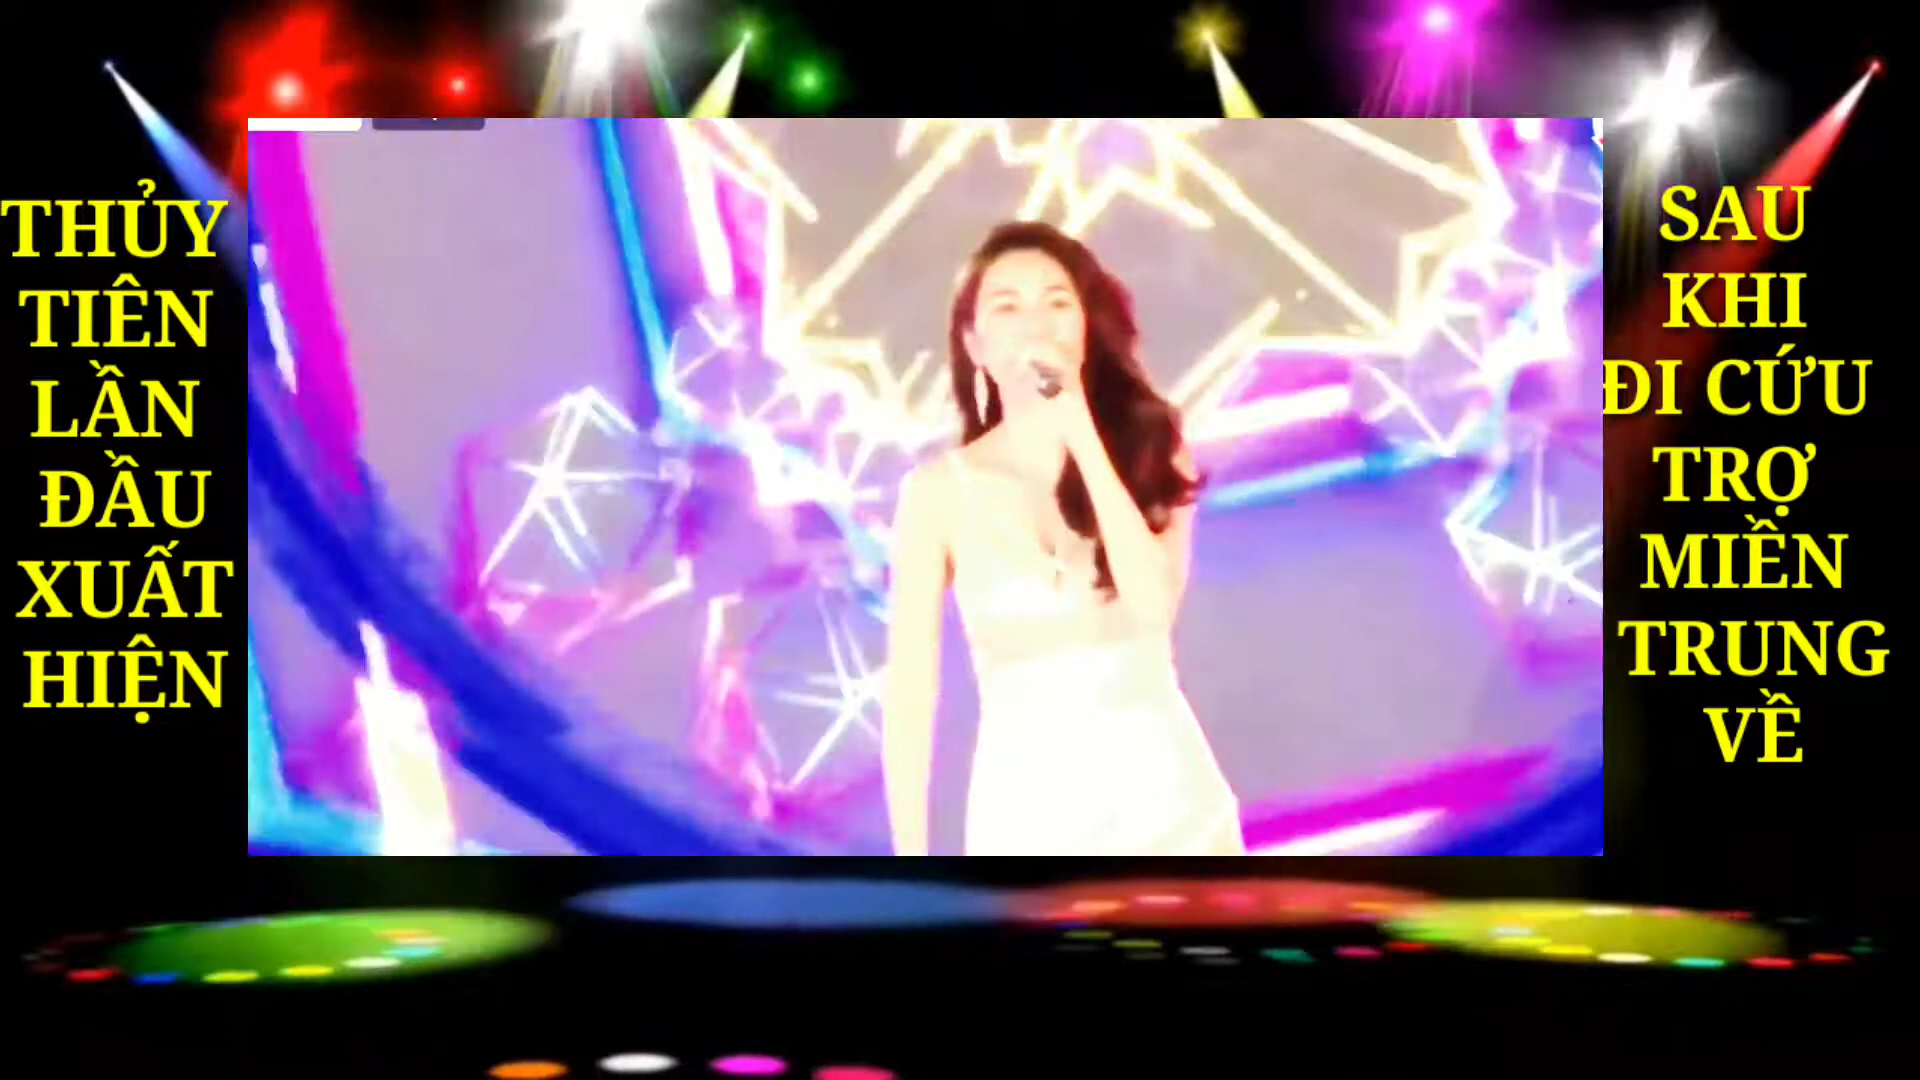 THỦY
TIÊN
LẦN
ĐẦU
XUẤT
HIỆN
SAU
KHI
ĐI CỨU
TRỢ
MIỀN
TRUNG
VỀ